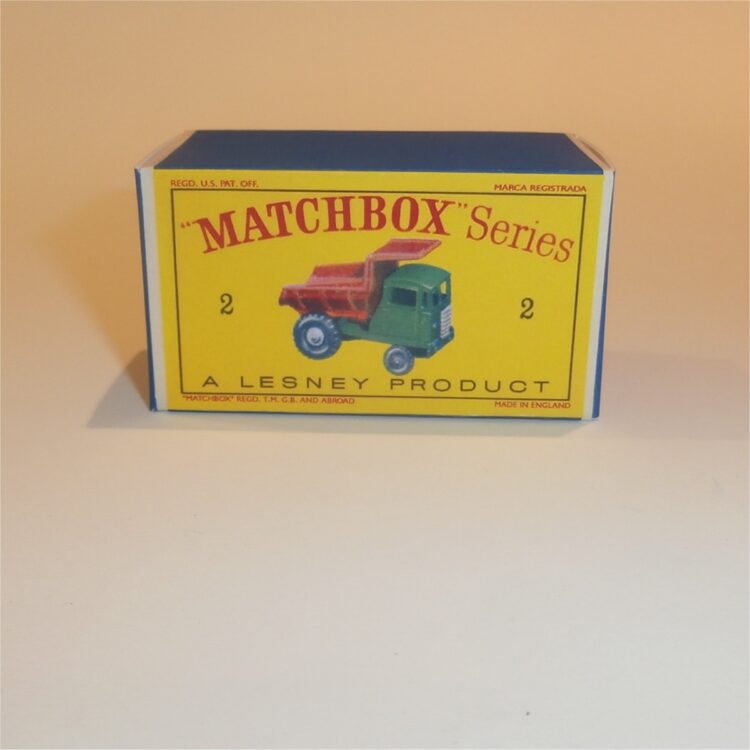 REGD. U.S. PAT. OFF. MARCA REGISTRADA
"MATCHBOX" Series
2 2
A LESNEY PRODUCT
"MATCHBOX" REGD. T.M. G.B. AND ABROAD MADE IN ENGLAND